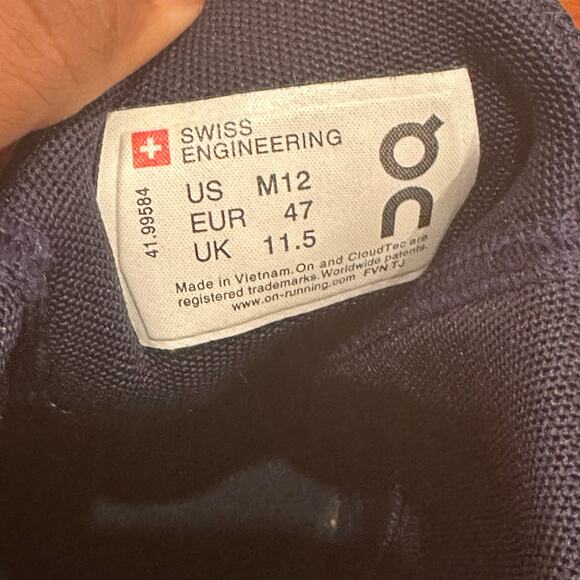 SWISS
ENGINEERING
US M12
EUR 47
UK 11.5
41.99584
Made in Vietnam. On and CloudTec are
registered trademarks. Worldwide patents.
www.on-running.com FVN TJ
On